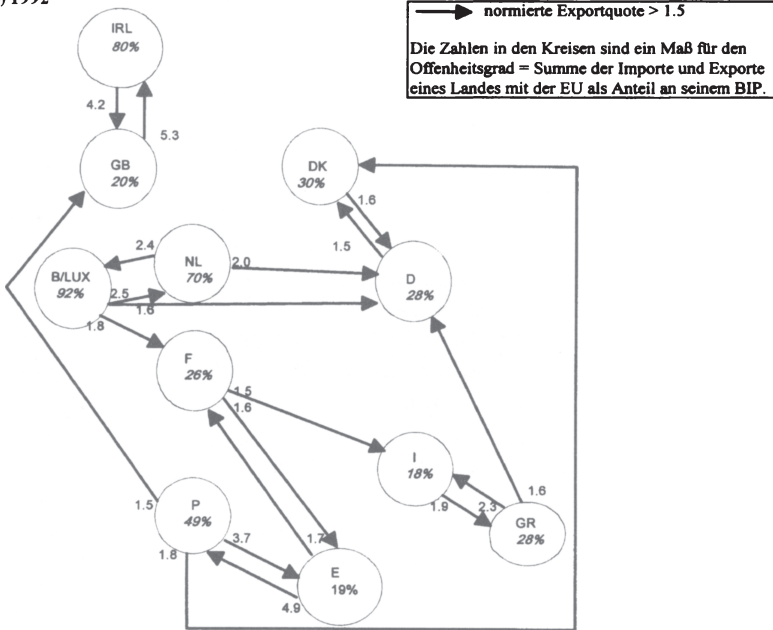 1992
normierte Exportquote > 1.5
Die Zahlen in den Kreisen sind ein Maß für den
Offenheitsgrad = Summe der Importe und Exporte
eines Landes mit der EU als Anteil an seinem BIP.
IRL
80%
4.2
5.3
GB
20%
DK
30%
1.6
1.5
2.4
NL
70%
2.0
B/LUX
92%
2.5
1.6
1.8
D
28%
F
26%
1.5
1.6
I
18%
1.9
2.3
1.6
GR
28%
1.5
P
49%
1.8
3.7
1.7
E
19%
4.9